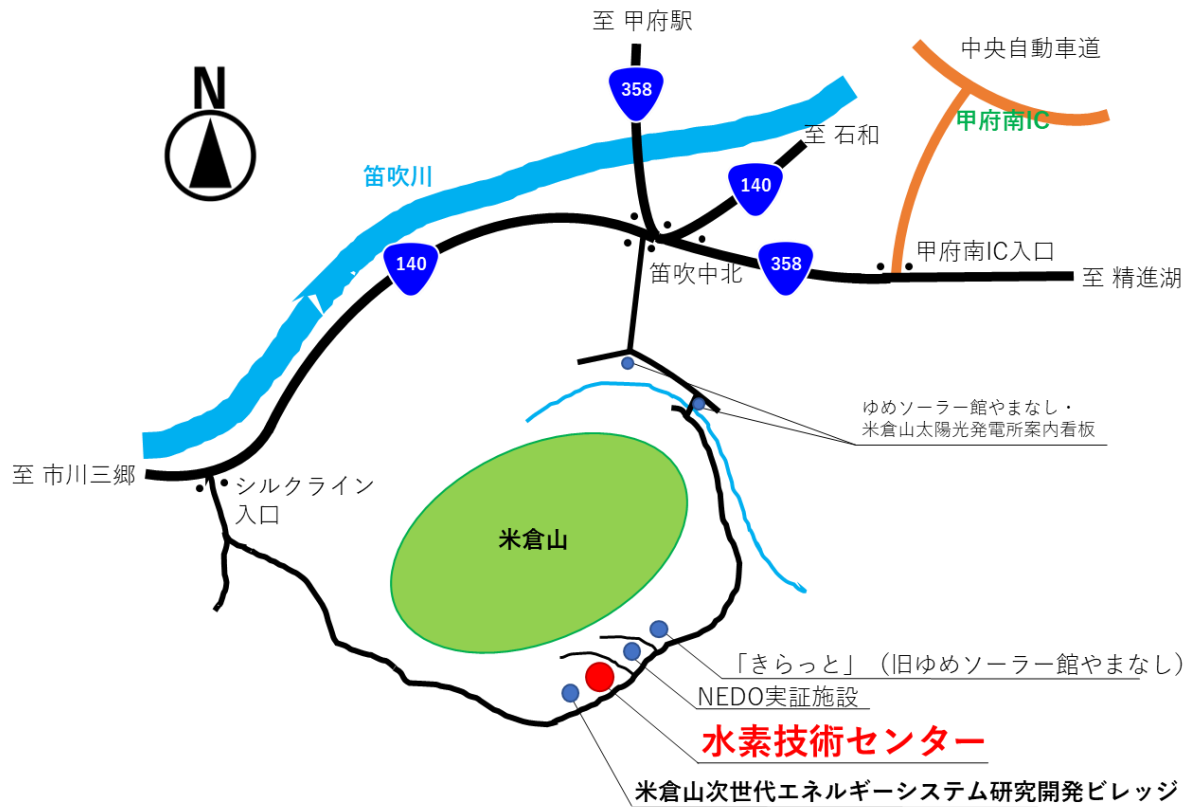 至 甲府駅
中央自動車道
N
358
甲府南IC
至 石和
笛吹川
140
甲府南IC入口
140
笛吹中北
358
至 精進湖
ゆめソーラー館やまなし・
米倉山太陽光発電所案内看板
至 市川三郷
シルクライン
入口
米倉山
「きらっと」（旧ゆめソーラー館やまなし）
NEDO実証施設
水素技術センター
米倉山次世代エネルギーシステム研究開発ビレッジ